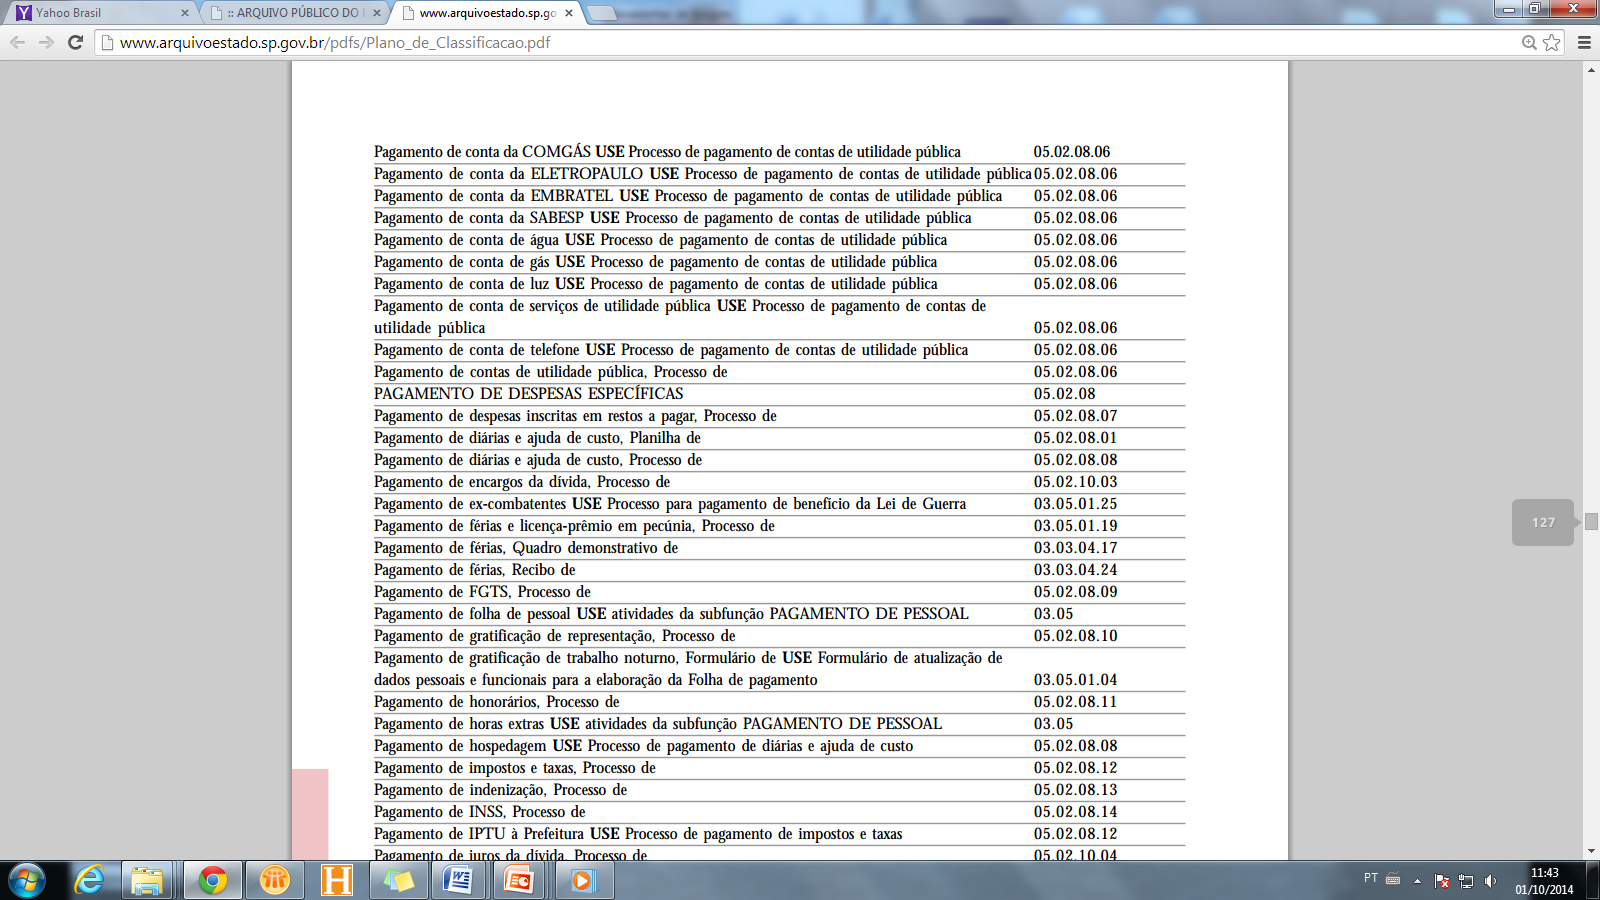 Yahoo Brasil
:: ARQUIVO PÚBLICO DO
www.arquivoestado.sp.go
www.arquivoestado.sp.gov.br/pdfs/Plano_de_Classificacao.pdf
Pagamento de conta da COMGÁS USE Processo de pagamento de contas de utilidade pública 05.02.08.06
Pagamento de conta da ELETROPAULO USE Processo de pagamento de contas de utilidade pública 05.02.08.06
Pagamento de conta da EMBRATEL USE Processo de pagamento de contas de utilidade pública 05.02.08.06
Pagamento de conta da SABESP USE Processo de pagamento de contas de utilidade pública 05.02.08.06
Pagamento de conta de água USE Processo de pagamento de contas de utilidade pública 05.02.08.06
Pagamento de conta de gás USE Processo de pagamento de contas de utilidade pública 05.02.08.06
Pagamento de conta de luz USE Processo de pagamento de contas de utilidade pública 05.02.08.06
Pagamento de conta de serviços de utilidade pública USE Processo de pagamento de contas de
utilidade pública 05.02.08.06
Pagamento de conta de telefone USE Processo de pagamento de contas de utilidade pública 05.02.08.06
Pagamento de contas de utilidade pública, Processo de 05.02.08.06
PAGAMENTO DE DESPESAS ESPECÍFICAS 05.02.08
Pagamento de despesas inscritas em restos a pagar, Processo de 05.02.08.07
Pagamento de diárias e ajuda de custo, Planilha de 05.02.08.01
Pagamento de diárias e ajuda de custo, Processo de 05.02.08.08
Pagamento de encargos da dívida, Processo de 05.02.10.03
Pagamento de ex-combatentes USE Processo para pagamento de benefício da Lei de Guerra 03.05.01.25
Pagamento de férias e licença-prêmio em pecúnia, Processo de 03.05.01.19
Pagamento de férias, Quadro demonstrativo de 03.03.04.17
Pagamento de férias, Recibo de 03.03.04.24
Pagamento de FGTS, Processo de 05.02.08.09
Pagamento de folha de pessoal USE atividades da subfunção PAGAMENTO DE PESSOAL 03.05
Pagamento de gratificação de representação, Processo de 05.02.08.10
Pagamento de gratificação de trabalho noturno, Formulário de USE Formulário de atualização de
dados pessoais e funcionais para a elaboração da Folha de pagamento 03.05.01.04
Pagamento de honorários, Processo de 05.02.08.11
Pagamento de horas extras USE atividades da subfunção PAGAMENTO DE PESSOAL 03.05
Pagamento de hospedagem USE Processo de pagamento de diárias e ajuda de custo 05.02.08.08
Pagamento de impostos e taxas, Processo de 05.02.08.12
Pagamento de indenização, Processo de 05.02.08.13
Pagamento de INSS, Processo de 05.02.08.14
Pagamento de IPTU à Prefeitura USE Processo de pagamento de impostos e taxas 05.02.08.12
Pagamento de juros da dívida, Processo de 05.02.10.04
127
PT
11:43
01/10/2014